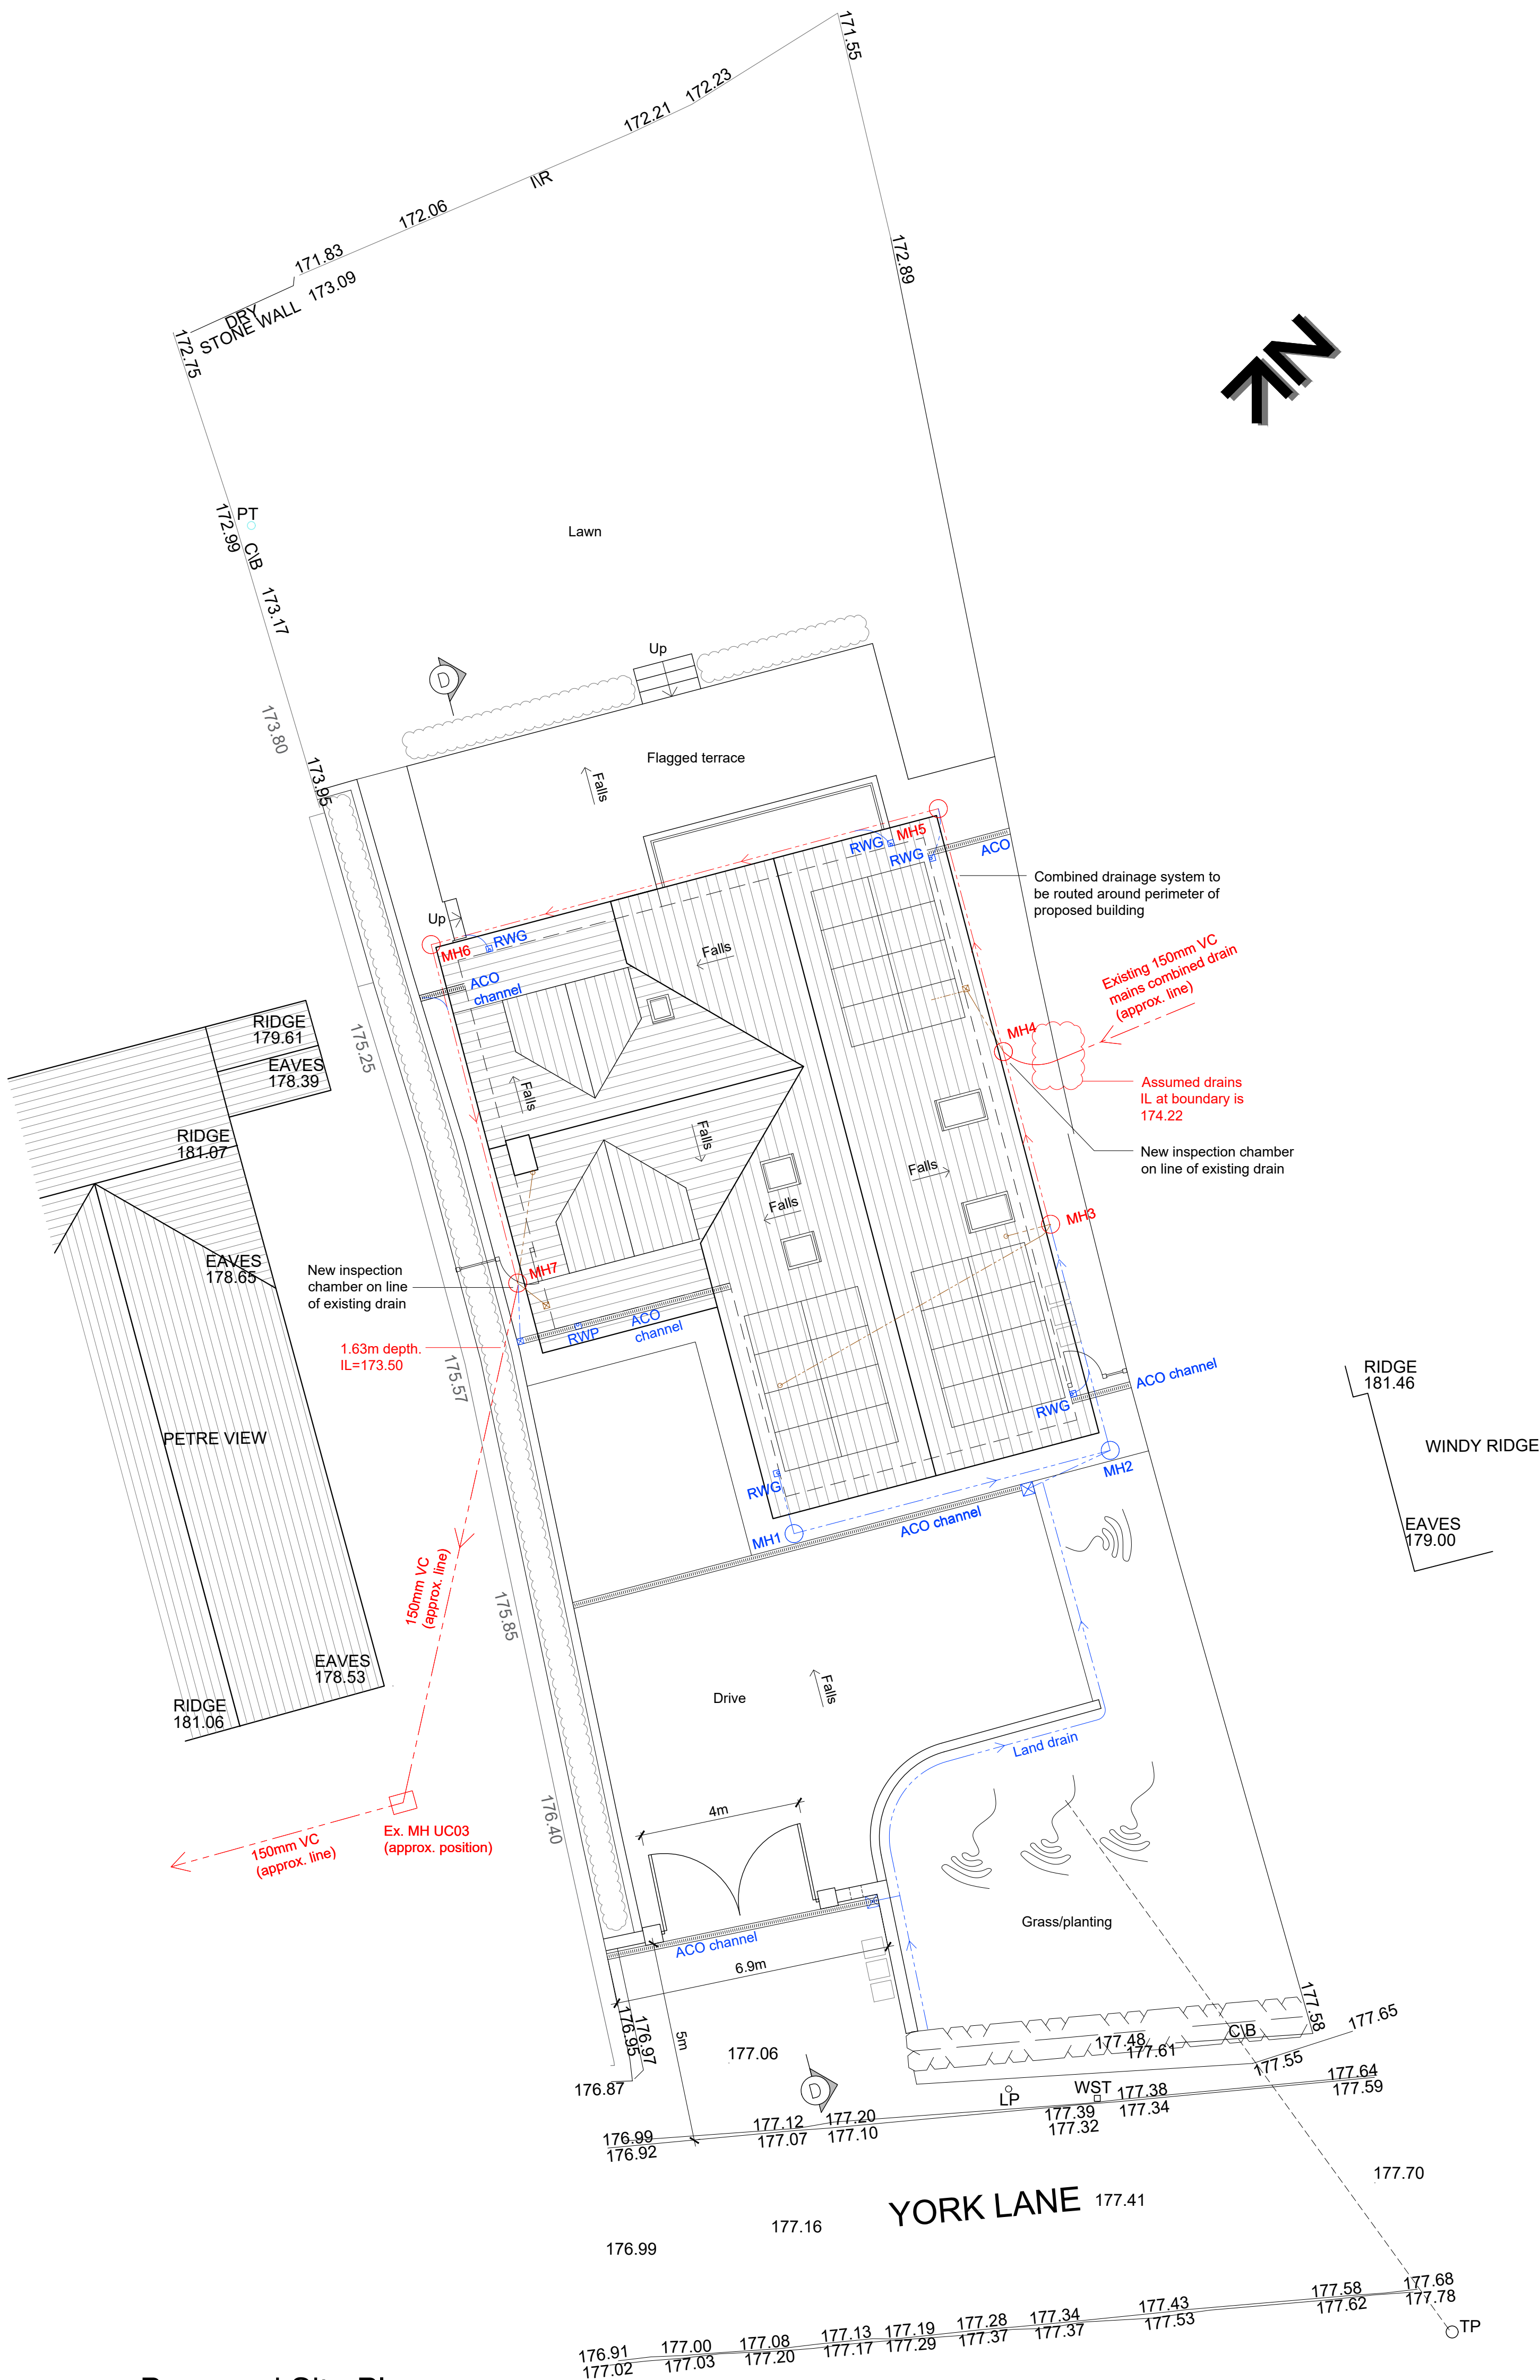 171.55
172.23
172.21
I\R
172.06
171.83
173.09
DRY
STONE WALL
172.75
172.89
N
PT
172.99
C\B
173.17
Lawn
Up
D
173.80
173.95
Flagged terrace
Falls
RWG
MH5
RWG
ACO
Combined drainage system to
be routed around perimeter of
proposed building
Up
MH6
RWG
Falls
ACO
channel
Existing 150mm VC
mains combined drain
(approx. line)
RIDGE
179.61
EAVES
178.39
175.25
MH4
Assumed drains
IL at boundary is
174.22
Falls
Falls
RIDGE
181.07
New inspection chamber
on line of existing drain
Falls
Falls
MH3
EAVES
178.65
New inspection
chamber on line
of existing drain
MH7
RWP
ACO
channel
1.63m depth.
IL=173.50
175.57
ACO channel
RWG
RIDGE
181.46
PETRE VIEW
WINDY RIDGE
MH2
RWG
MH1
ACO channel
EAVES
179.00
150mm VC
(approx. line)
175.85
EAVES
178.53
RIDGE
181.06
Drive
Falls
Land drain
4m
176.40
Ex. MH UC03
(approx. position)
150mm VC
(approx. line)
Grass/planting
ACO channel
6.9m
177.58
177.65
176.95
176.97
5m
177.06
177.48
C\B
177.61
177.55
176.87
D
LP
WST
177.38
177.64
177.59
177.39
177.34
177.32
177.12
177.20
177.07
177.10
176.99
176.92
177.70
YORK LANE
177.41
177.16
176.99
177.68
177.78
177.58
177.62
177.43
177.53
177.34
177.37
177.28
177.37
177.19
177.29
177.13
177.17
177.08
177.20
177.00
177.03
176.91
177.02
TP